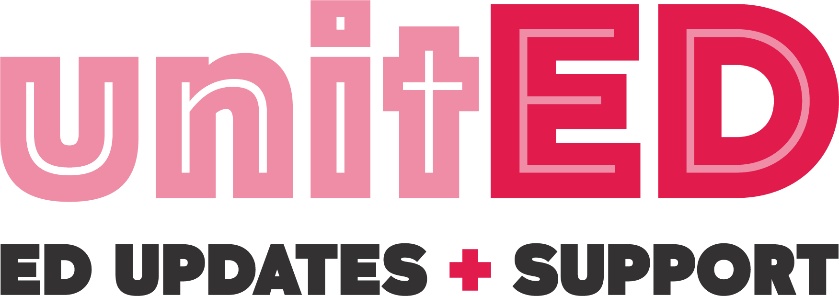 unitED
ED UPDATES + SUPPORT